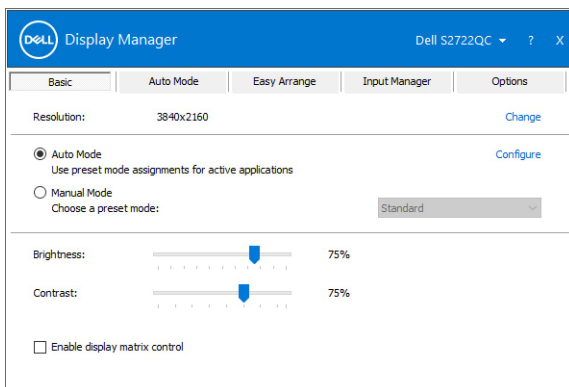 DELL Display Manager Dell S2722QC ? X
Basic Auto Mode Easy Arrange Input Manager Options
Resolution: 3840x2160 Change
Auto Mode Configure
Use preset mode assignments for active applications
Manual Mode
Choose a preset mode: Standard
Brightness: 75%
Contrast: 75%
Enable display matrix control